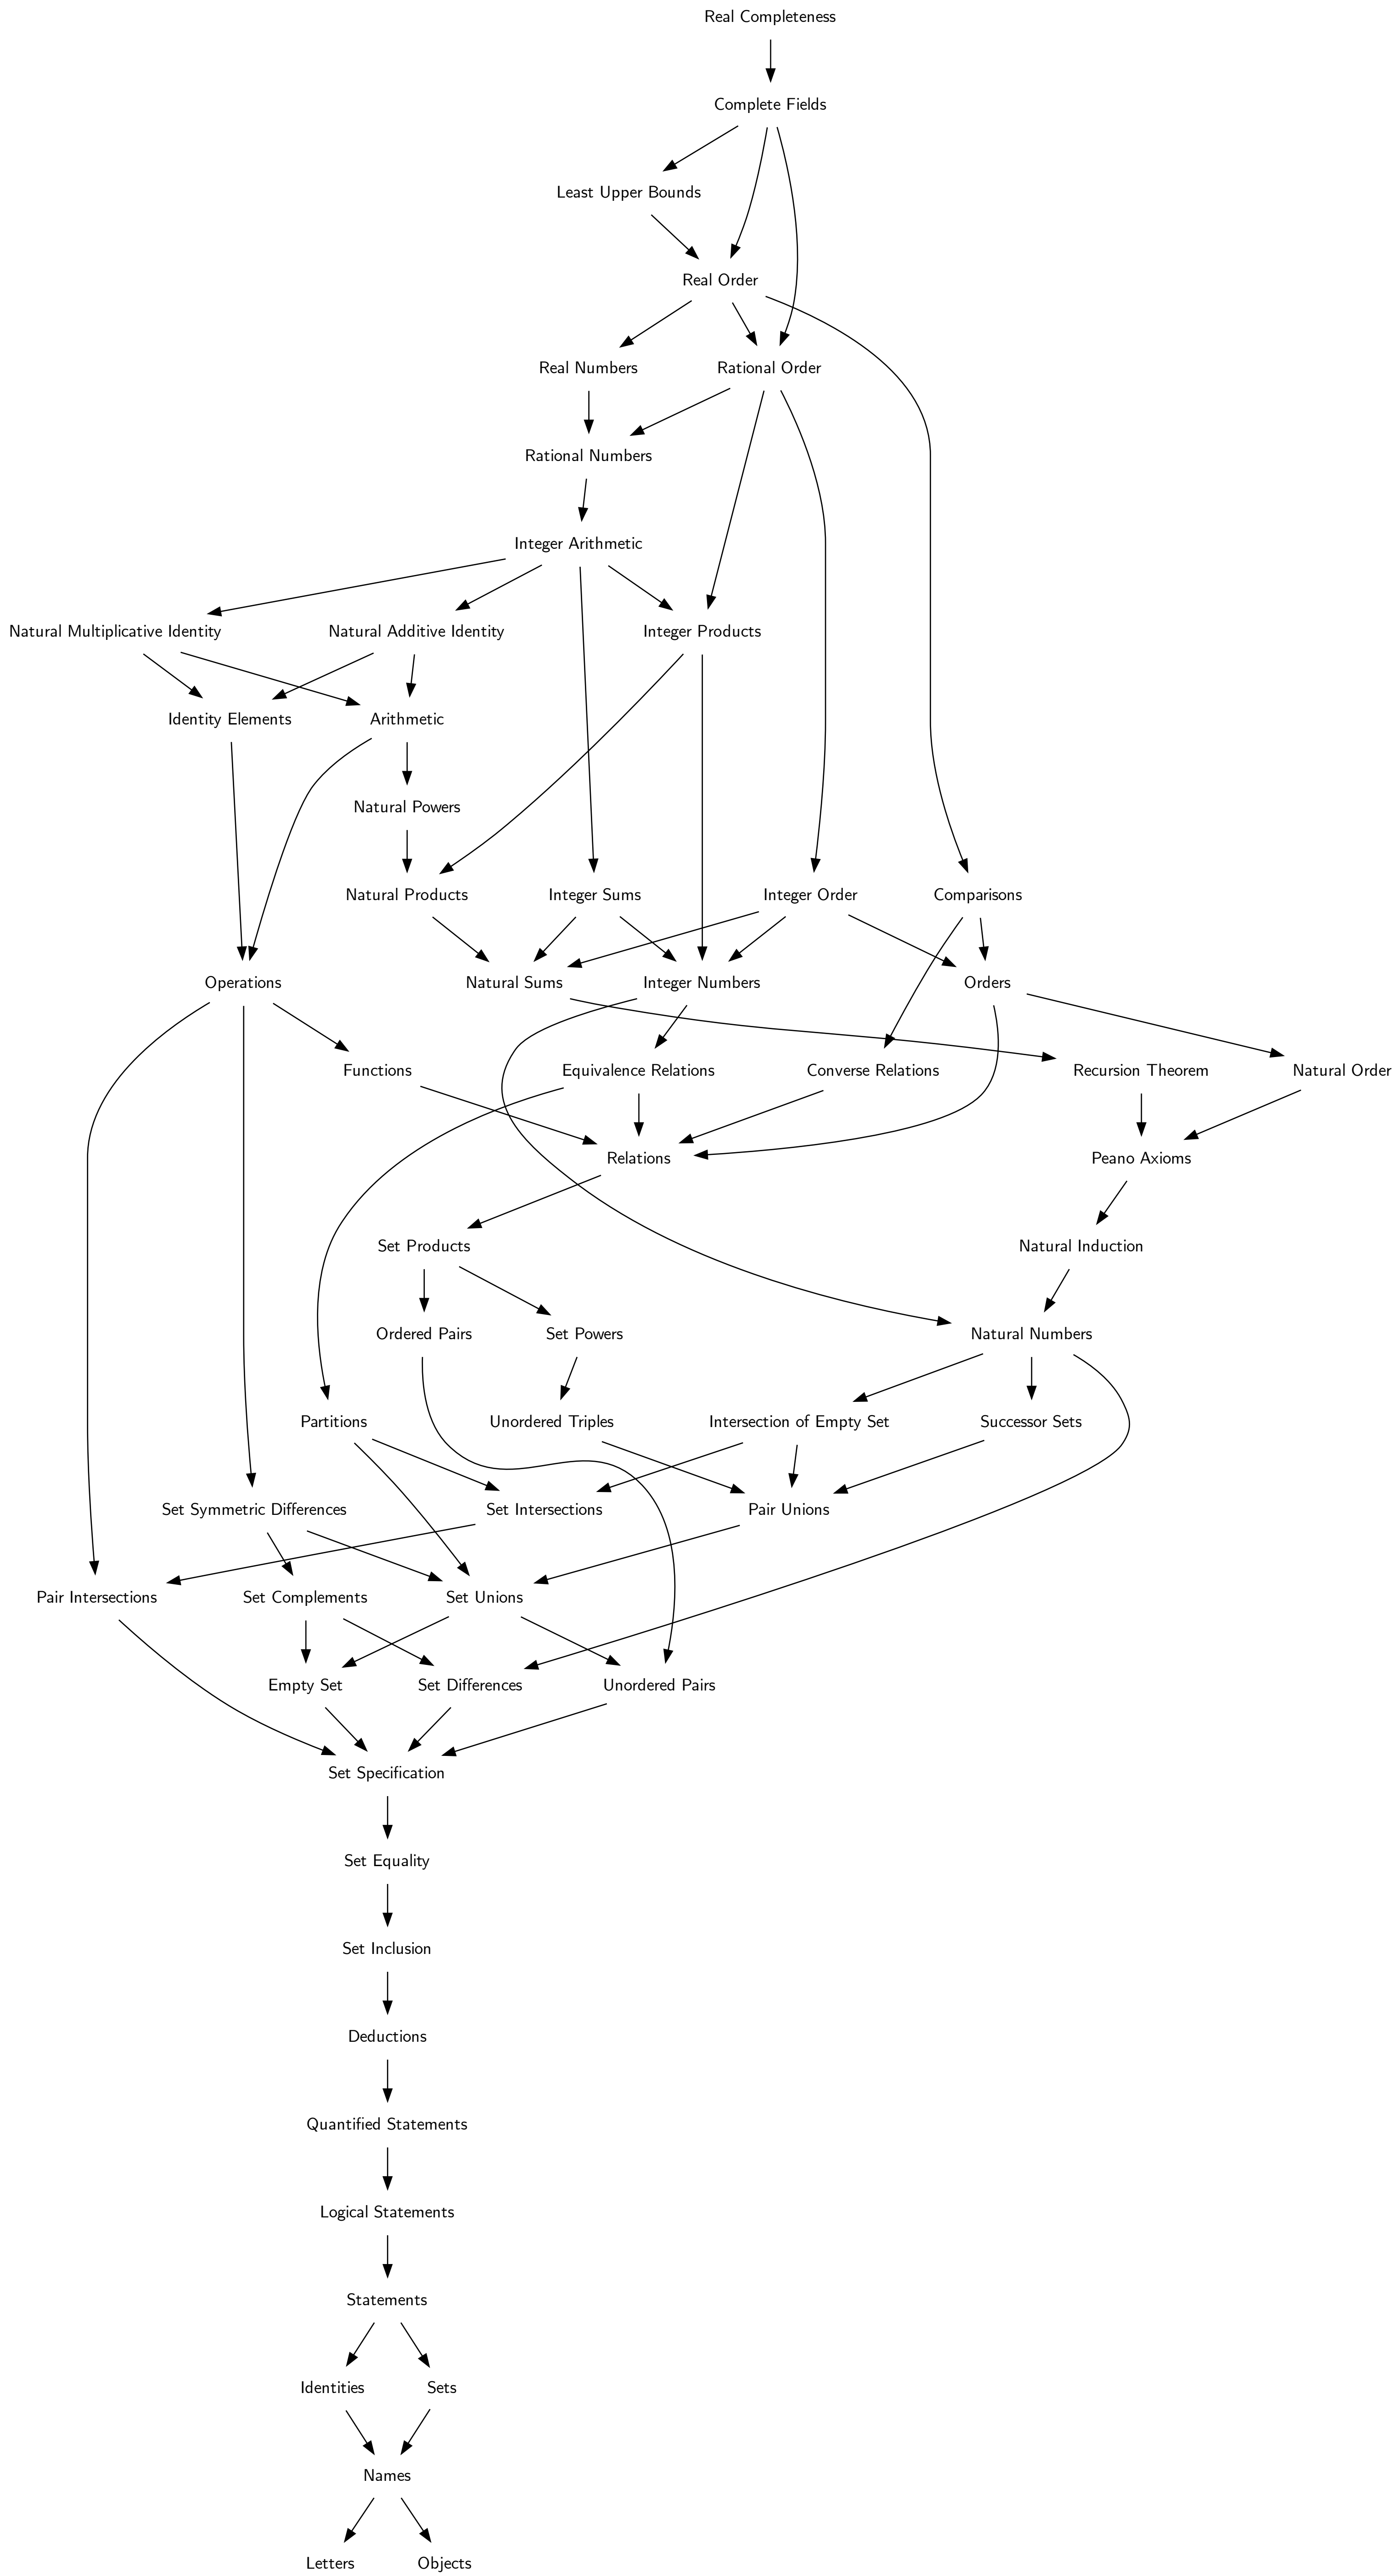 Real Completeness
Complete Fields
Least Upper Bounds
Real Order
Real Numbers
Rational Order
Rational Numbers
Integer Arithmetic
Natural Multiplicative Identity
Natural Additive Identity
Integer Products
Identity Elements
Arithmetic
Natural Powers
Natural Products
Integer Sums
Integer Order
Comparisons
Operations
Natural Sums
Integer Numbers
Orders
Functions
Equivalence Relations
Converse Relations
Recursion Theorem
Natural Order
Relations
Peano Axioms
Set Products
Natural Induction
Ordered Pairs
Set Powers
Natural Numbers
Partitions
Unordered Triples
Intersection of Empty Set
Successor Sets
Set Symmetric Differences
Set Intersections
Pair Unions
Pair Intersections
Set Complements
Set Unions
Empty Set
Set Differences
Unordered Pairs
Set Specification
Set Equality
Set Inclusion
Deductions
Quantified Statements
Logical Statements
Statements
Identities
Sets
Names
Letters
Objects